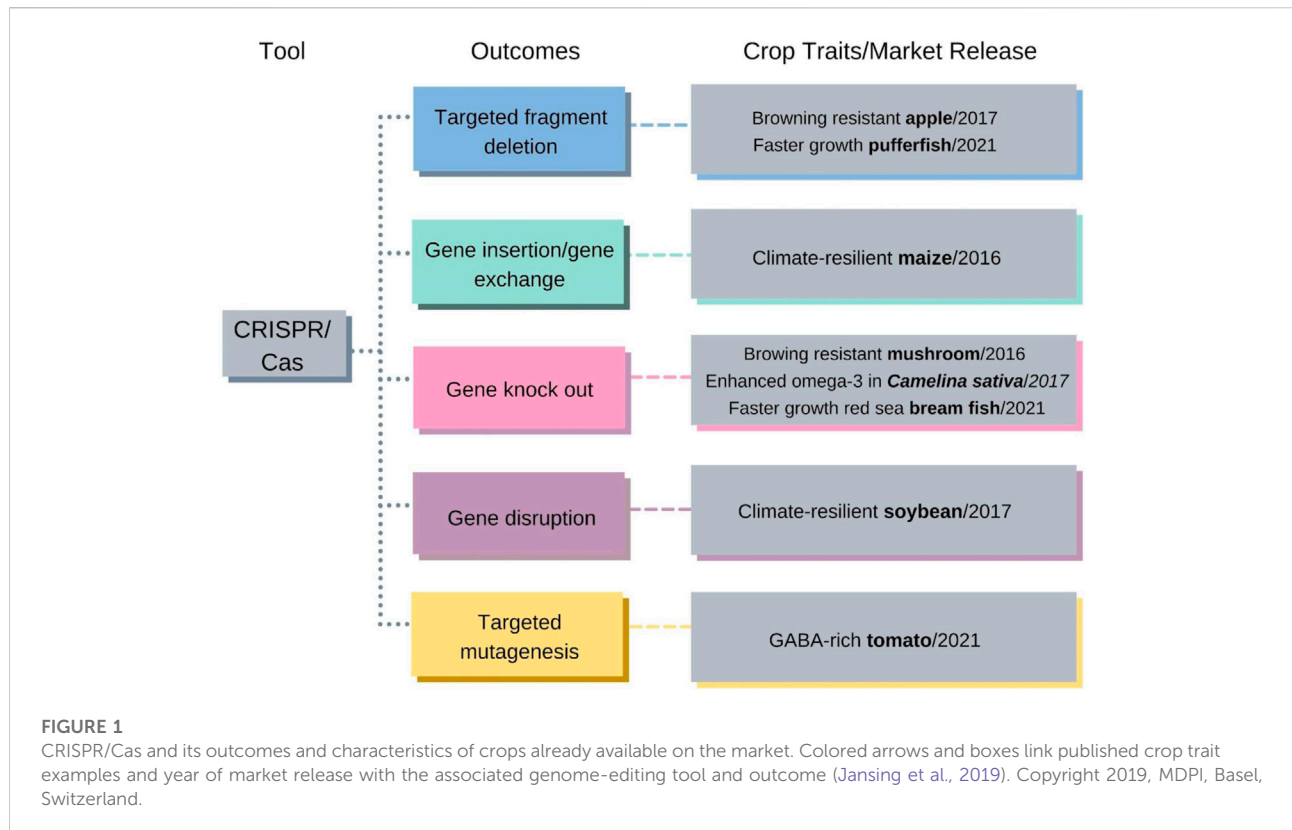 Tool
Outcomes
Crop Traits/Market Release
CRISPR/
Cas
Targeted fragment
deletion
Browning resistant apple/2017
Faster growth pufferfish/2021
Gene insertion/gene
exchange
Climate-resilient maize/2016
Gene knock out
Browing resistant mushroom/2016
Enhanced omega-3 in Camelina sativa/2017
Faster growth red sea bream fish/2021
Gene disruption
Climate-resilient soybean/2017
Targeted
mutagenesis
GABA-rich tomato/2021
FIGURE 1
CRISPR/Cas and its outcomes and characteristics of crops already available on the market. Colored arrows and boxes link published crop trait
examples and year of market release with the associated genome-editing tool and outcome (Jansing et al., 2019). Copyright 2019, MDPI, Basel,
Switzerland.